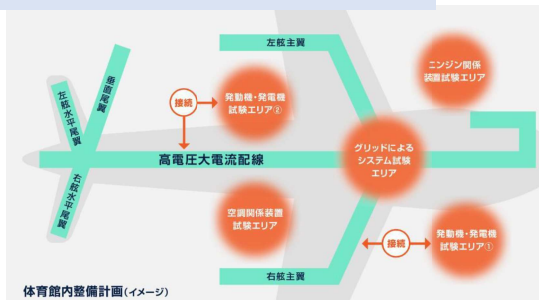 左舷主翼
ニンジン関係
装置試験エリア
垂直尾翼
左舷水平尾翼
接続
発動機・発電機
試験エリア②
高電圧大電流配線
グリッドによる
システム試験
エリア
右舷水平尾翼
空調関係装置
試験エリア
接続
発動機・発電機
試験エリア①
右舷主翼
体育館内整備計画(イメージ)